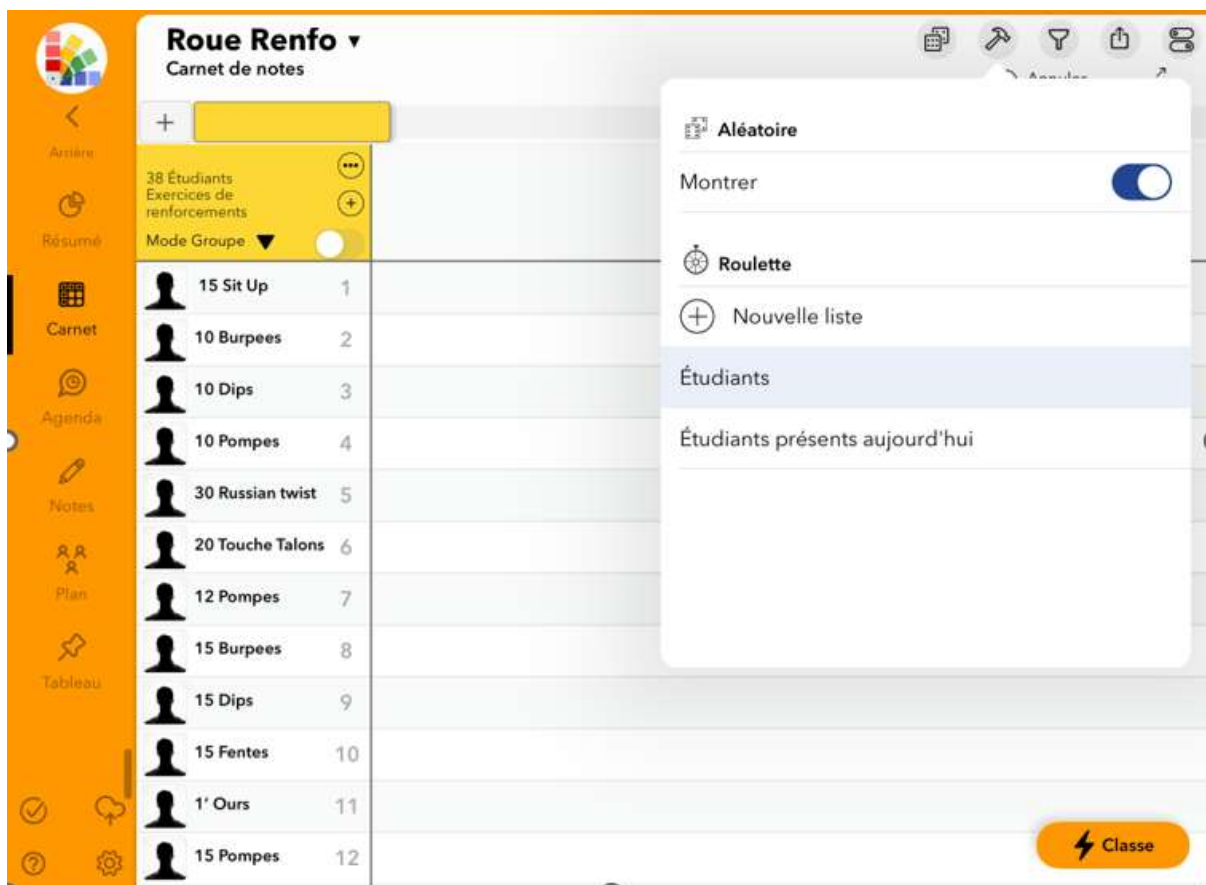 Roue Renfo ▼
Carnet de notes
Arrière
Résumé
Carnet
Agenda
Notes
Plan
Tableau
38 Étudiants
Exercices de
renforcements
Mode Groupe ▼
15 Sit Up 1
10 Burpees 2
10 Dips 3
10 Pompes 4
30 Russian twist 5
20 Touche Talons 6
12 Pompes 7
15 Burpees 8
15 Dips 9
15 Fentes 10
1' Ours 11
15 Pompes 12
Annuler
Aléatoire
Montrer
Roulette
Nouvelle liste
Étudiants
Étudiants présents aujourd'hui
Classe